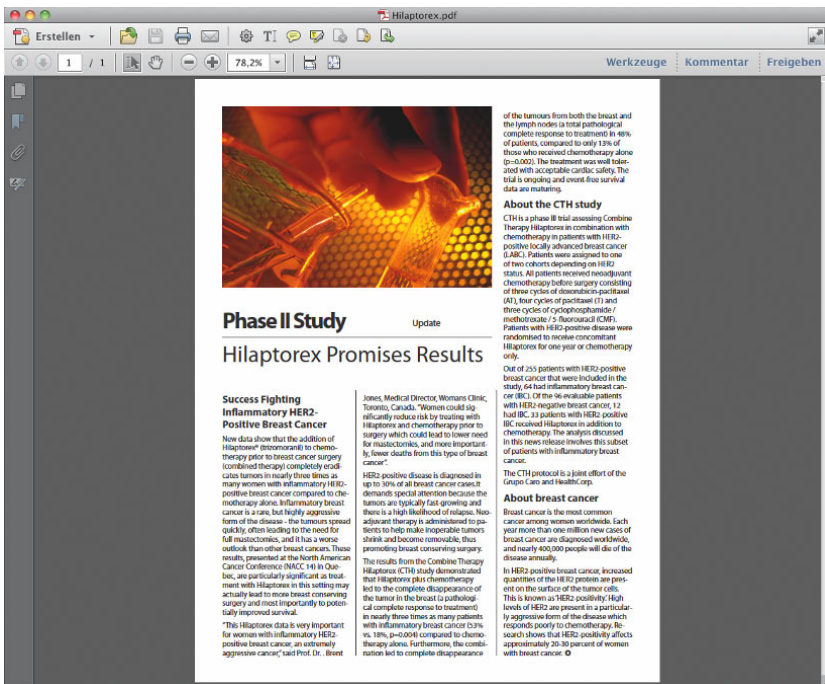 Hilaptorex.pdf
Erstellen
1 / 1
78,2%
Werkzeuge Kommentar Freigeben
Phase II Study
Update
Hilaptorex Promises Results
Success Fighting
Inflammatory HER2-
Positive Breast Cancer
New data show that the addition of
Hilaptorex® (trizomoranil) to chemo-
therapy prior to breast cancer surgery
(combined therapy) completely eradi-
cates tumors in nearly three times as
many women with inflammatory HER2-
positive breast cancer compared to che-
motherapy alone. Inflammatory breast
cancer is a rare, but highly aggressive
form of the disease - the tumours spread
quickly, often leading to the need for
full mastectomies, and it has a worse
outlook than other breast cancers. These
results, presented at the North American
Cancer Conference (NACC 14) in Que-
bec, are particularly significant as treat-
ment with Hilaptorex in this setting may
actually lead to more breast conserving
surgery and most importantly to poten-
tially improved survival.
"This Hilaptorex data is very important
for women with inflammatory HER2-
positive breast cancer, an extremely
aggressive cancer," said Prof. Dr. . Brent
Jones, Medical Director, Womans Clinic,
Toronto, Canada. "Women could sig-
nificantly reduce risk by treating with
Hilaptorex and chemotherapy prior to
surgery which could lead to lower need
for mastectomies, and more important-
ly, fewer deaths from this type of breast
cancer".
HER2-positive disease is diagnosed in
up to 30% of all breast cancer cases.It
demands special attention because the
tumors are typically fast-growing and
there is a high likelihood of relapse. Neo-
adjuvant therapy is administered to pa-
tients to help make inoperable tumors
shrink and become removable, thus
promoting breast conserving surgery.
The results from the Combine Therapy
Hilaptorex (CTH) study demonstrated
that Hilaptorex plus chemotherapy
led to the complete disappearance of
the tumor in the breast (a pathologi-
cal complete response to treatment)
in nearly three times as many patients
with inflammatory breast cancer (53%
vs. 18%, p=0.004) compared to chemo-
therapy alone. Furthermore, the combi-
nation led to complete disappearance
of the tumours from both the breast and
the lymph nodes (a total pathological
complete response to treatment) in 48%
of patients, compared to only 13% of
those who received chemotherapy alone
(p=0.002). The treatment was well toler-
ated with acceptable cardiac safety. The
trial is ongoing and event-free survival
data are maturing.
About the CTH study
CTH is a phase III trial assessing Combine
Therapy Hilaptorex in combination with
chemotherapy in patients with HER2-
positive locally advanced breast cancer
(LABC). Patients were assigned to one
of two cohorts depending on HER2
status. All patients received neoadjuvant
chemotherapy before surgery consisting
of three cycles of doxorubicin-paclitaxel
(AT), four cycles of paclitaxel (T) and
three cycles of cyclophosphamide /
methotrexate / 5-fluorouracil (CMF).
Patients with HER2-positive disease were
randomised to receive concomitant
Hilaptorex for one year or chemotherapy
only.
Out of 255 patients with HER2-positive
breast cancer that were included in the
study, 64 had inflammatory breast can-
cer (IBC). Of the 96 evaluable patients
with HER2-negative breast cancer, 12
had IBC. 33 patients with HER2-positive
IBC received Hilaptorex in addition to
chemotherapy. The analysis discussed
in this news release involves this subset
of patients with inflammatory breast
cancer.
The CTH protocol is a joint effort of the
Grupo Caro and HealthCorp.
About breast cancer
Breast cancer is the most common
cancer among women worldwide. Each
year more than one million new cases of
breast cancer are diagnosed worldwide,
and nearly 400,000 people will die of the
disease annually.
In HER2-positive breast cancer, increased
quantities of the HER2 protein are pres-
ent on the surface of the tumor cells.
This is known as 'HER2 positivity.' High
levels of HER2 are present in a particular-
ly aggressive form of the disease which
responds poorly to chemotherapy. Re-
search shows that HER2-positivity affects
approximately 20-30 percent of women
with breast cancer.